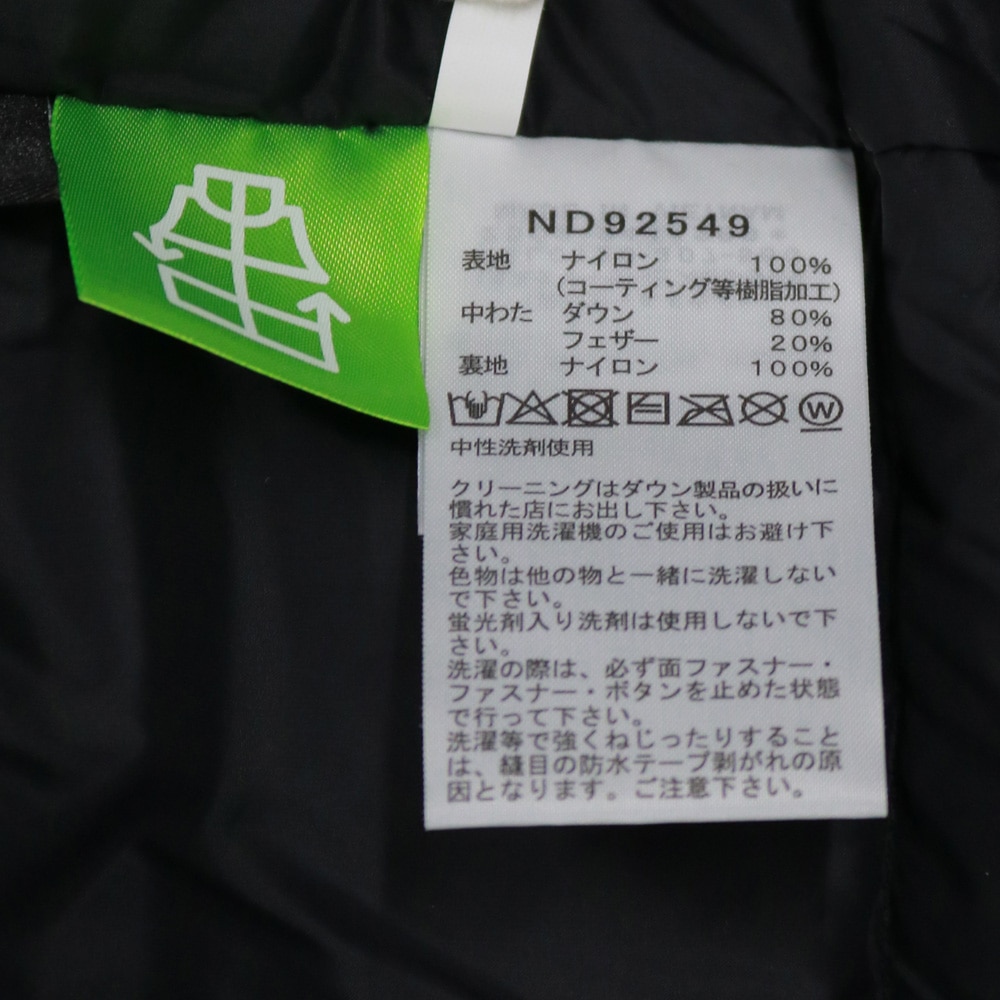 ND92549
表地 ナイロン 100%
(コーティング等樹脂加工)
中わた ダウン 80%
フェザー 20%
裏地 ナイロン 100%
W
中性洗剤使用
クリーニングはダウン製品の扱いに
慣れた店にお出し下さい。
家庭用洗濯機のご使用はお避け下
さい。
色物は他の物と一緒に洗濯しない
で下さい。
蛍光剤入り洗剤は使用しないで下
さい。
洗濯の際は、必ず面ファスナー・
ファスナー・ボタンを止めた状態
で行って下さい。
洗濯等で強くねじったりすること
は、縫目の防水テープ剥がれの原
因となります。ご注意下さい。